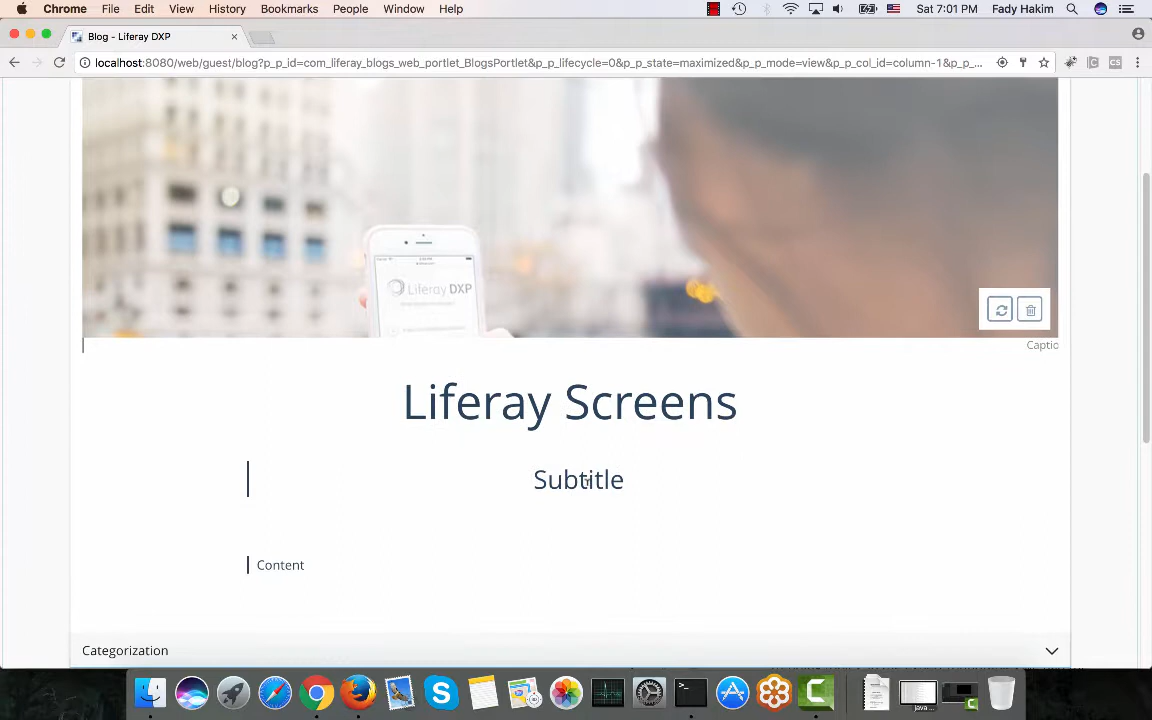 Chrome File Edit View History Bookmarks People Window Help Sat 7:01 PM Fady Hakim
Blog - Liferay DXP
localhost:8080/web/guest/blog?p_p_id=com_liferay_blogs_web_portlet_BlogsPortlet&p_p_lifecycle=0&p_p_state=maximized&p_p_mode=view&p_p_col_id=column-1&p_p_...
Liferay DXP
Captio
Liferay Screens
Subtitle
Content
Categorization